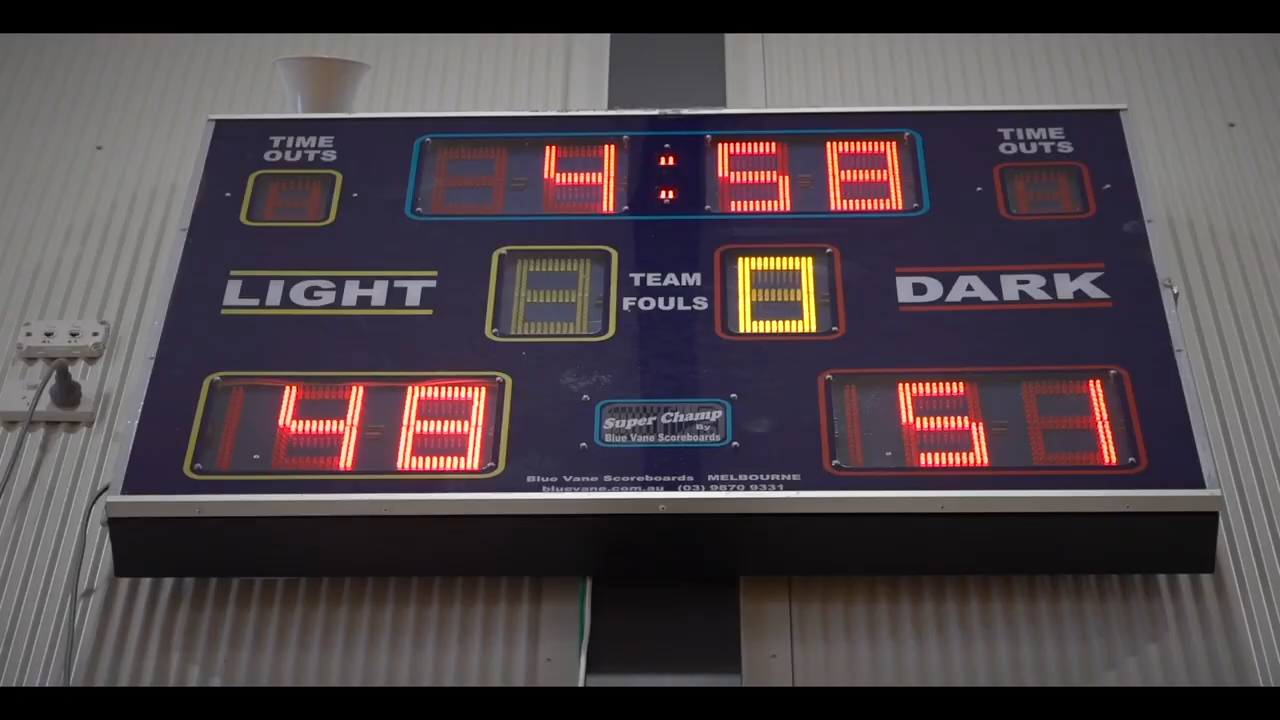 TIME OUTS
4:58
TIME OUTS
LIGHT
TEAM FOULS
0
DARK
48
Super Champ
By
Blue Vane Scoreboards
51
Blue Vane Scoreboards MELBOURNE
bluevane.com.au (03) 9870 9331